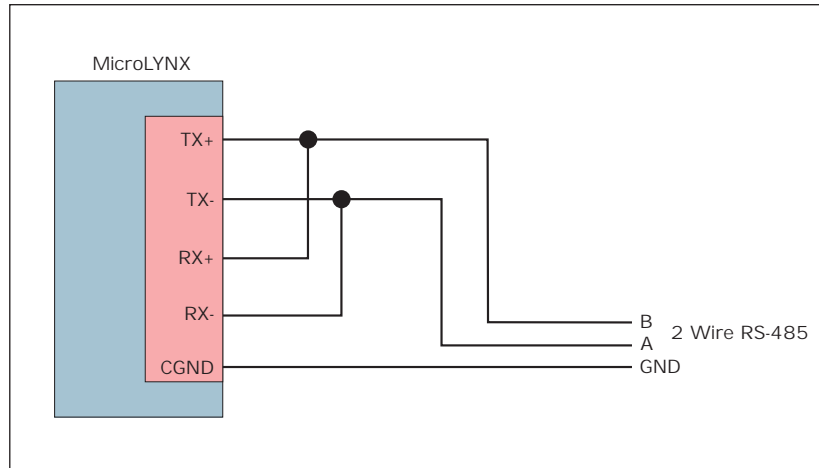 MicroLYNX
TX+
TX-
RX+
RX-
CGND
B
A
GND
2 Wire RS-485